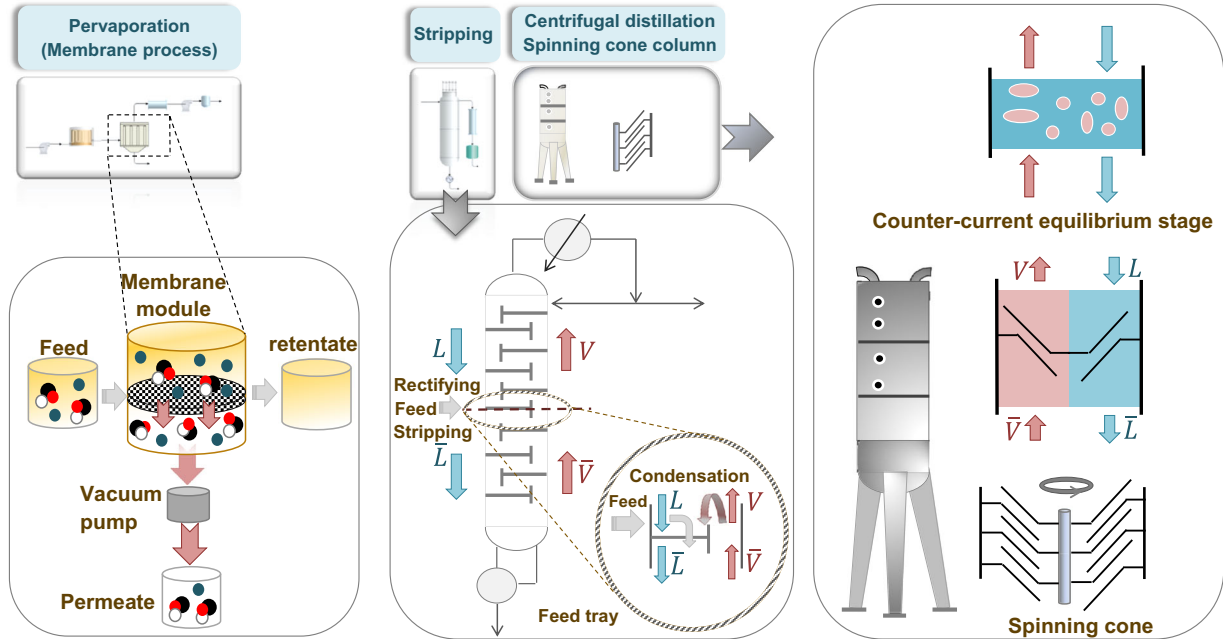 Pervaporation
(Membrane process)
Stripping
Centrifugal distillation
Spinning cone column
Membrane
module
Feed
retentate
Vacuum
pump
Permeate
L
V
Rectifying
Feed
Stripping
L̅
V̅
Condensation
Feed
L
V
L̅
V̅
Feed tray
Counter-current equilibrium stage
V
L
V̅
L̅
Spinning cone